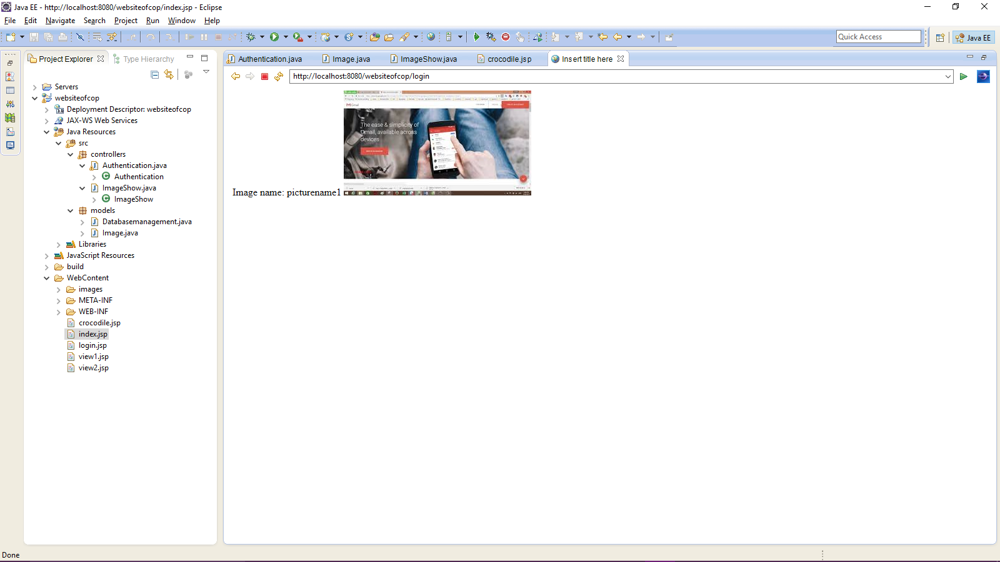 Java EE - http://localhost:8080/websiteofcop/index.jsp - Eclipse
File Edit Navigate Search Project Run Window Help
Quick Access
Java EE
Project Explorer
Type Hierarchy
Servers
websiteofcop
Deployment Descriptor: websiteofcop
JAX-WS Web Services
Java Resources
src
controllers
Authentication.java
Authentication
ImageShow.java
ImageShow
models
Databasemanagement.java
Image.java
Libraries
JavaScript Resources
build
WebContent
images
META-INF
WEB-INF
crocodile.jsp
index.jsp
login.jsp
view1.jsp
view2.jsp
Authentication.java Image.java ImageShow.java crocodile.jsp Insert title here
http://localhost:8080/websiteofcop/login
Gmail
The ease & simplicity of
Gmail, available across
devices
Image name: picturename1
Done